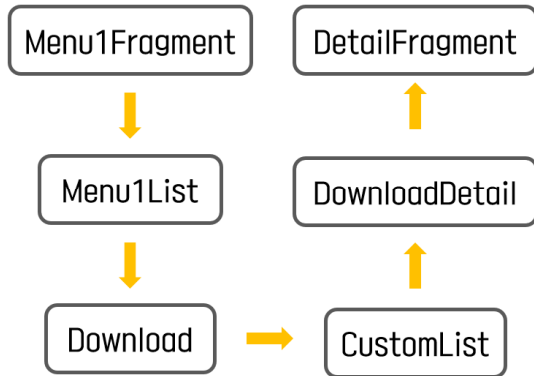 Menu1Fragment
DetailFragment
Menu1List
DownloadDetail
Download
CustomList